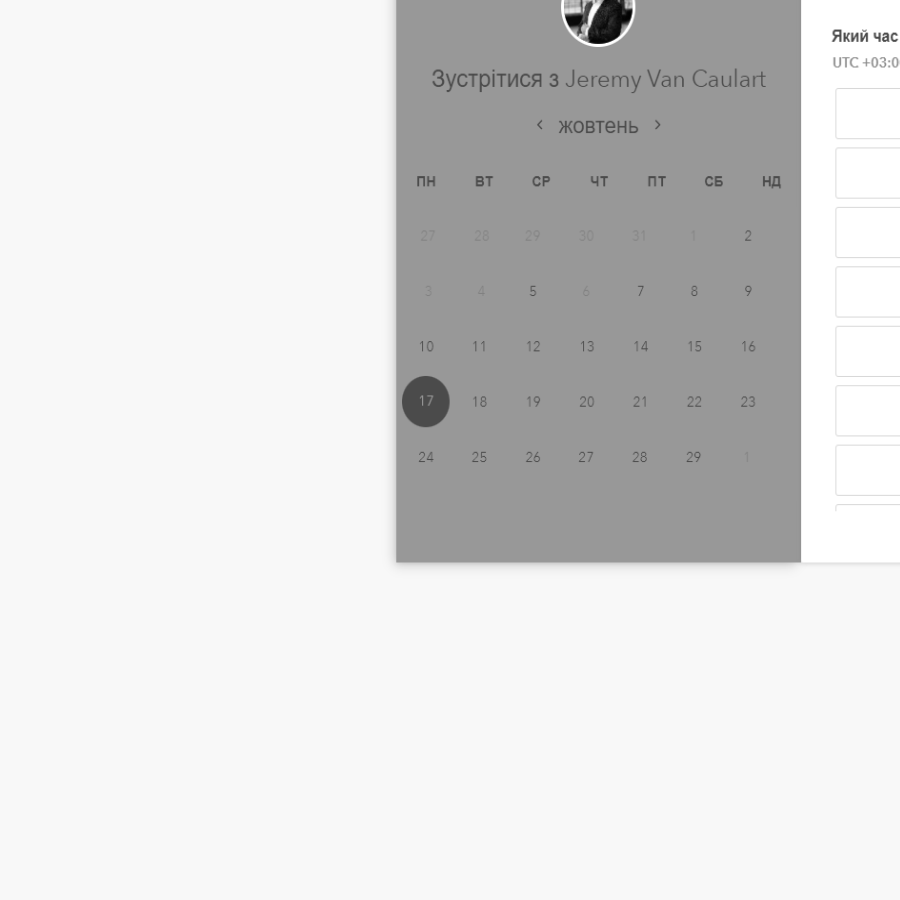 Зустрітися з Jeremy Van Caulart
‹ жовтень ›
ПН ВТ СР ЧТ ПТ СБ НД
27 28 29 30 31 1 2
3 4 5 6 7 8 9
10 11 12 13 14 15 16
17 18 19 20 21 22 23
24 25 26 27 28 29 1
Який час
UTC +03:0